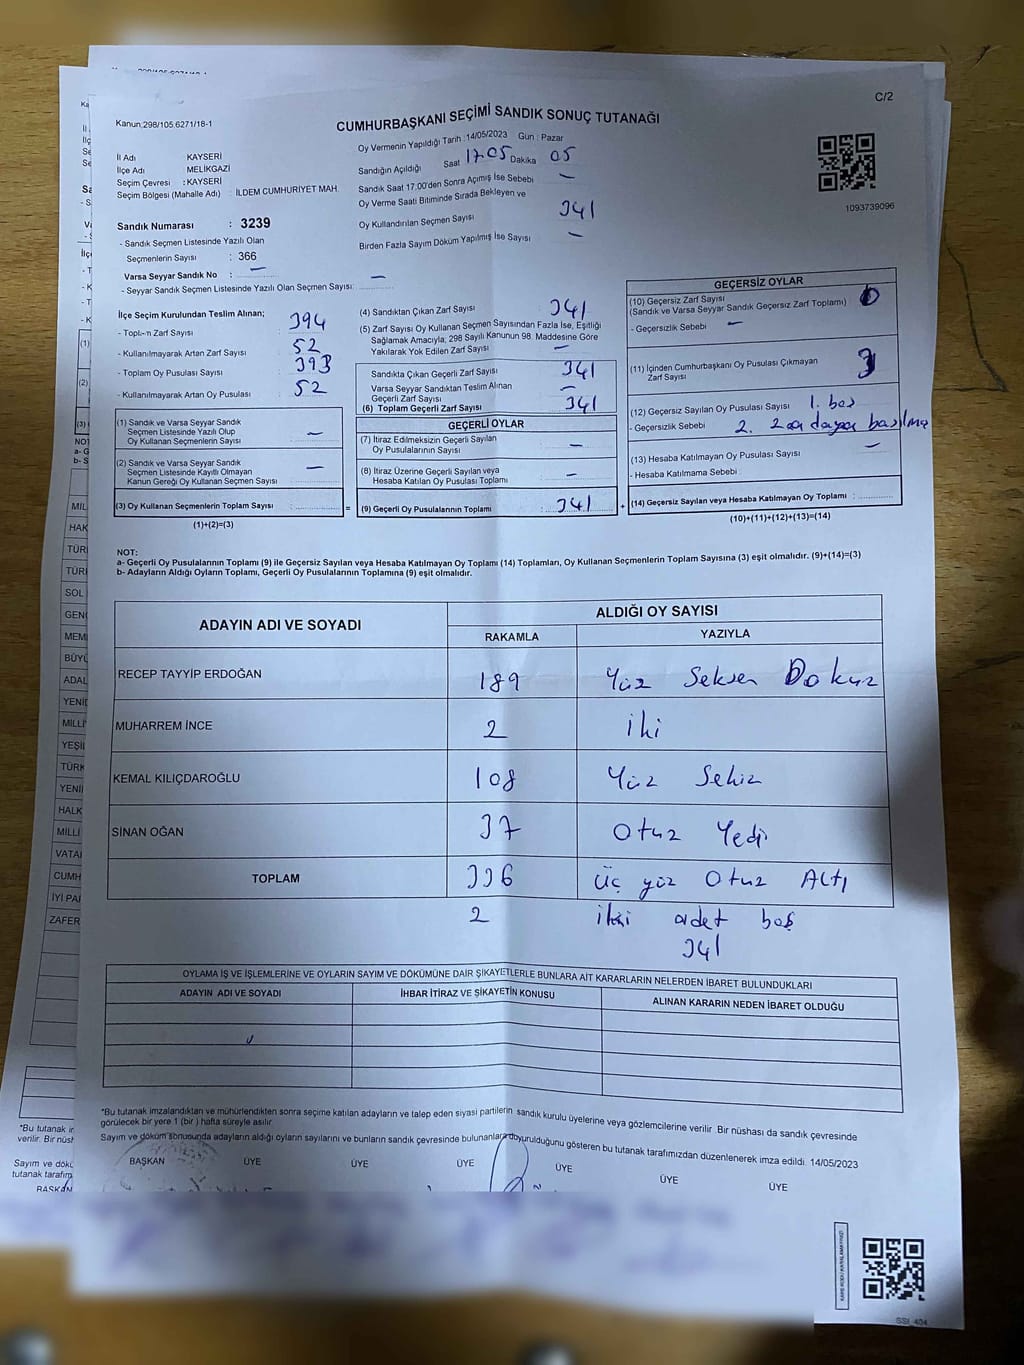 C/2
Kanun,298/105.6271/18-1
CUMHURBAŞKANI SEÇİMİ SANDIK SONUÇ TUTANAĞI
1093739096
İl Adı KAYSERİ
İlçe Adı MELİKGAZİ
Seçim Çevresi : KAYSERİ
Seçim Bölgesi (Mahalle Adı) : İLDEM CUMHURİYET MAH.
Sandık Numarası : 3239
- Sandık Seçmen Listesinde Yazılı Olan
Seçmenlerin Sayısı : 366
Varsa Seyyar Sandık No : —
- Seyyar Sandık Seçmen Listesinde Yazılı Olan Seçmen Sayısı: —
Oy Vermenin Yapıldığı Tarih :14/05/2023 Gün : Pazar
Sandığın Açıldığı Saat 17.05 Dakika 05
Sandık Saat 17.00'den Sonra Açımış İse Sebebi —
Oy Verme Saati Bitiminde Sırada Bekleyen ve
Oy Kullandırılan Seçmen Sayısı 341
Birden Fazla Sayım Döküm Yapılmış İse Sayısı —
İlçe Seçim Kurulundan Teslim Alınan;
- Toplam Zarf Sayısı 394
- Kullanılmayarak Artan Zarf Sayısı 52
- Toplam Oy Pusulası Sayısı 393
- Kullanılmayarak Artan Oy Pusulası 52
(1) Sandık ve Varsa Seyyar Sandık
Seçmen Listesinde Yazılı Olup
Oy Kullanan Seçmenlerin Sayısı —
(2) Sandık ve Varsa Seyyar Sandık
Seçmen Listesinde Kayıtlı Olmayan
Kanun Gereği Oy Kullanan Seçmen Sayısı —
(3) Oy Kullanan Seçmenlerin Toplam Sayısı =
(1)+(2)=(3)
(4) Sandıktan Çıkan Zarf Sayısı 341
(5) Zarf Sayısı Oy Kullanan Seçmen Sayısından Fazla İse, Eşitliği
Sağlamak Amacıyla; 298 Sayılı Kanunun 98. Maddesine Göre
Yakılarak Yok Edilen Zarf Sayısı —
Sandıkta Çıkan Geçerli Zarf Sayısı 341
Varsa Seyyar Sandıktan Teslim Alınan
Geçerli Zarf Sayısı —
(6) Toplam Geçerli Zarf Sayısı 341
GEÇERLİ OYLAR
(7) İtiraz Edilmeksizin Geçerli Sayılan
Oy Pusulalarının Sayısı —
(8) İtiraz Üzerine Geçerli Sayılan veya
Hesaba Katılan Oy Pusulası Toplamı —
(9) Geçerli Oy Pusulalarının Toplamı 341 +
GEÇERSİZ OYLAR
(10) Geçersiz Zarf Sayısı
(Sandık ve Varsa Seyyar Sandık Geçersiz Zarf Toplamı) 0
- Geçersizlik Sebebi —
(11) İçinden Cumhurbaşkanı Oy Pusulası Çıkmayan
Zarf Sayısı 3
(12) Geçersiz Sayılan Oy Pusulası Sayısı 1. boş
- Geçersizlik Sebebi 2.
(13) Hesaba Katılmayan Oy Pusulası Sayısı —
- Hesaba Katılmama Sebebi
(14) Geçersiz Sayılan veya Hesaba Katılmayan Oy Toplamı :
(10)+(11)+(12)+(13)=(14)
NOT:
a- Geçerli Oy Pusulalarının Toplamı (9) ile Geçersiz Sayılan veya Hesaba Katılmayan Oy Toplamı (14) Toplamları, Oy Kullanan Seçmenlerin Toplam Sayısına (3) eşit olmalıdır. (9)+(14)=(3)
b- Adayların Aldığı Oyların Toplamı, Geçerli Oy Pusulalarının Toplamına (9) eşit olmalıdır.
ADAYIN ADI VE SOYADI ALDIĞI OY SAYISI
RAKAMLA YAZIYLA
RECEP TAYYİP ERDOĞAN 189 Yüz Seksen Dokuz
MUHARREM İNCE 2 İki
KEMAL KILIÇDAROĞLU 108 Yüz Sekiz
SİNAN OĞAN 37 Otuz Yedi
TOPLAM 336 Üç yüz Otuz Altı
2 iki adet boş
341
OYLAMA İŞ VE İŞLEMLERİNE VE OYLARIN SAYIM VE DÖKÜMÜNE DAİR ŞİKAYETLERLE BUNLARA AİT KARARLARIN NELERDEN İBARET BULUNDUKLARI
ADAYIN ADI VE SOYADI İHBAR İTİRAZ VE ŞİKAYETİN KONUSU ALINAN KARARIN NEDEN İBARET OLDUĞU
*Bu tutanak imzalandıktan ve mühürlendikten sonra seçime katılan adayların ve talep eden siyasi partilerin sandık kurulu üyelerine veya gözlemcilerine verilir. Bir nüshası da sandık çevresinde
görülecek bir yere 1 (bir) hafta süreyle asılır.
Sayım ve döküm sonusunda adayların aldığı oyların sayılarını ve bunların sandık çevresinde bulunanlara duyurulduğunu gösteren bu tutanak tarafımızdan düzenlenerek imza edildi. 14/05/2023
BAŞKAN ÜYE ÜYE ÜYE ÜYE ÜYE ÜYE
SSİ_404